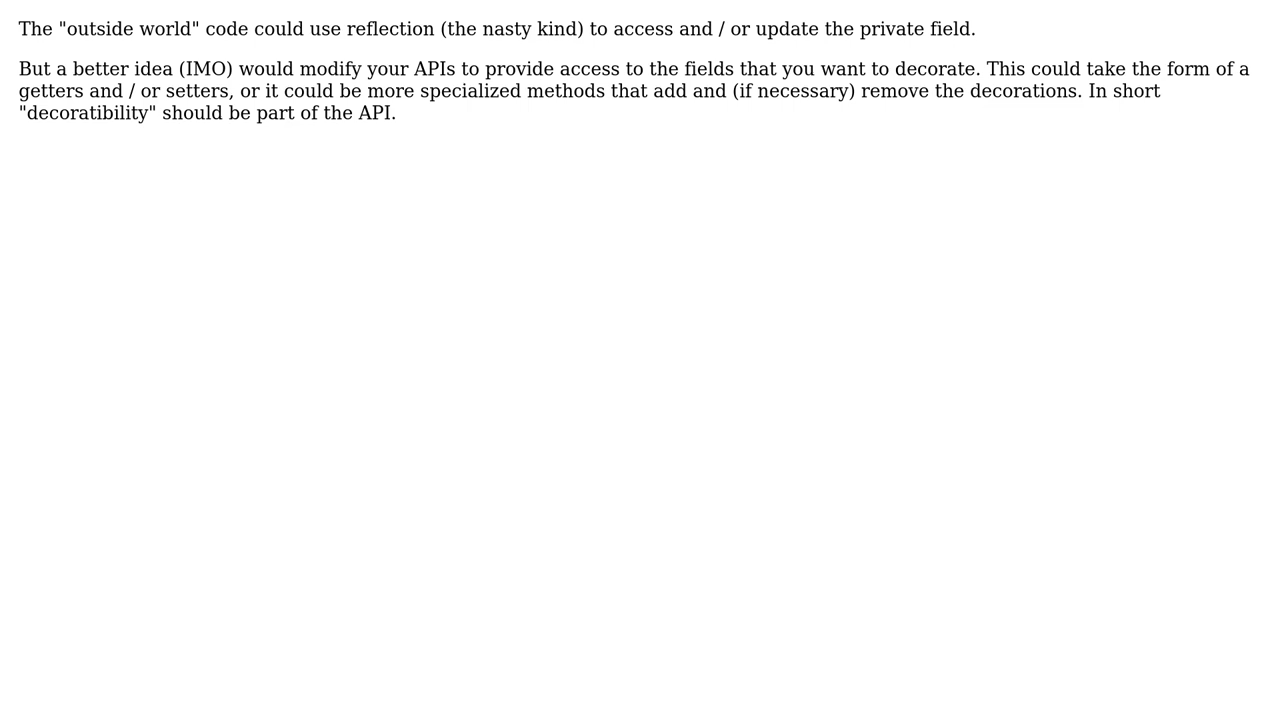 The "outside world" code could use reflection (the nasty kind) to access and / or update the private field.
But a better idea (IMO) would modify your APIs to provide access to the fields that you want to decorate. This could take the form of a
getters and / or setters, or it could be more specialized methods that add and (if necessary) remove the decorations. In short
"decoratibility" should be part of the API.